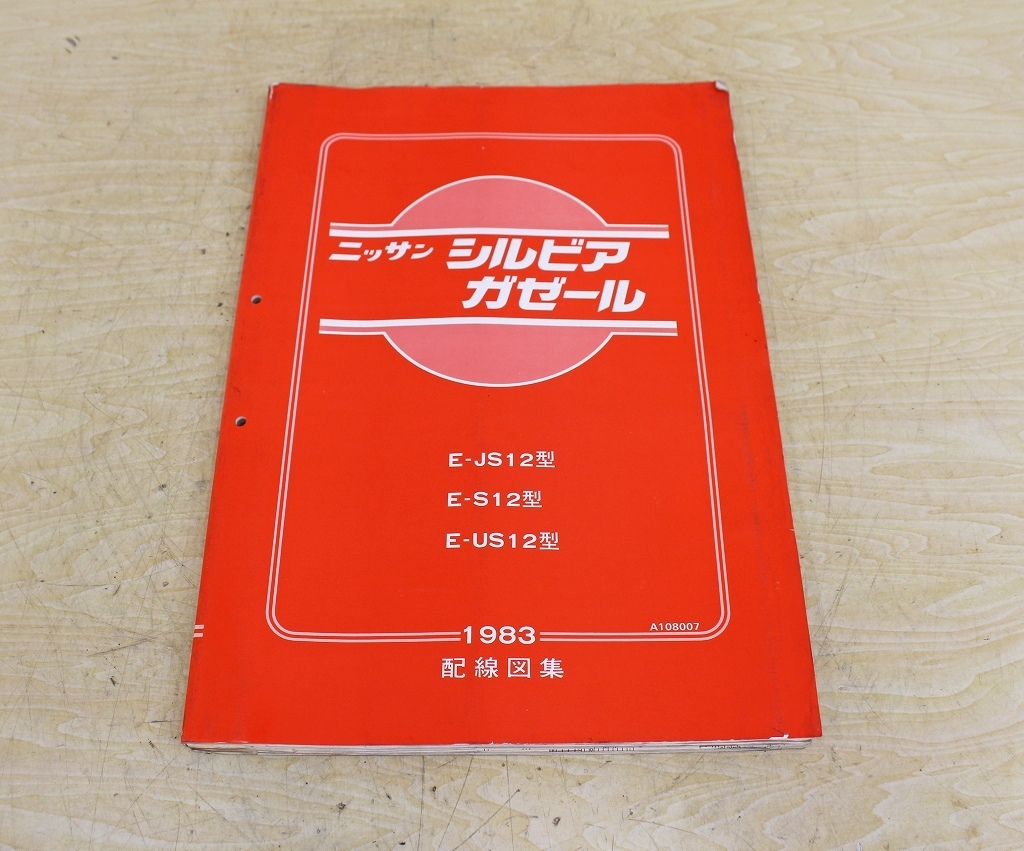 ニッサン シルビア
ガゼール
E-JS12型
E-S12型
E-US12型
A108007
1983
配線図集